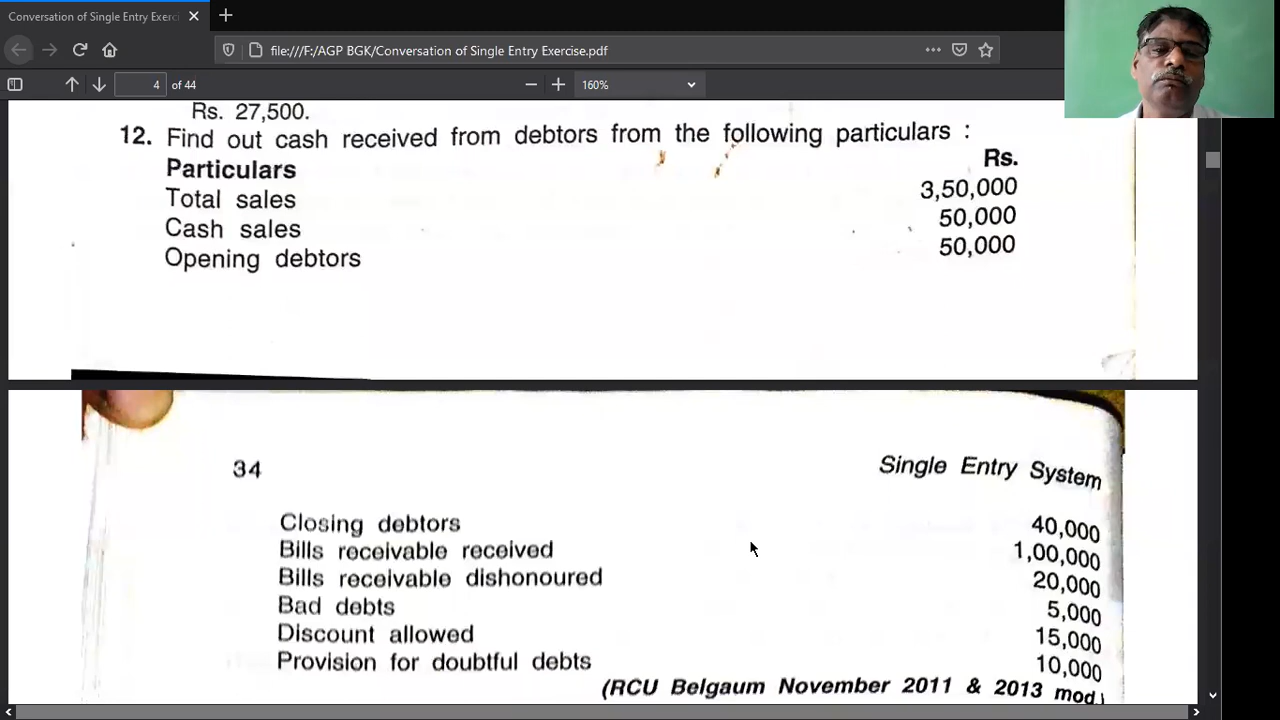 Conversation of Single Entry Exerci
file:///F:/AGP BGK/Conversation of Single Entry Exercise.pdf
4 of 44
160%
Rs. 27,500.
12. Find out cash received from debtors from the following particulars :
Particulars Rs.
Total sales 3,50,000
Cash sales 50,000
Opening debtors 50,000
34 Single Entry System
Closing debtors 40,000
Bills receivable received 1,00,000
Bills receivable dishonoured 20,000
Bad debts 5,000
Discount allowed 15,000
Provision for doubtful debts 10,000
(RCU Belgaum November 2011 & 2013 mod.)